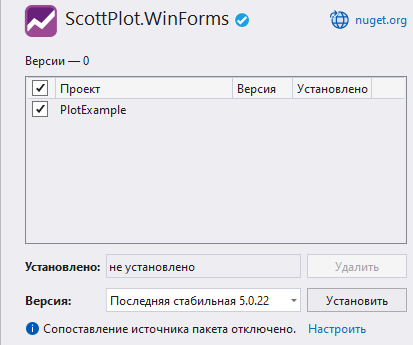 ScottPlot.WinForms
nuget.org
Версии — 0
Проект Версия Установлено
PlotExample
Установлено: не установлено Удалить
Версия: Последняя стабильная 5.0.22 Установить
Сопоставление источника пакета отключено. Настроить